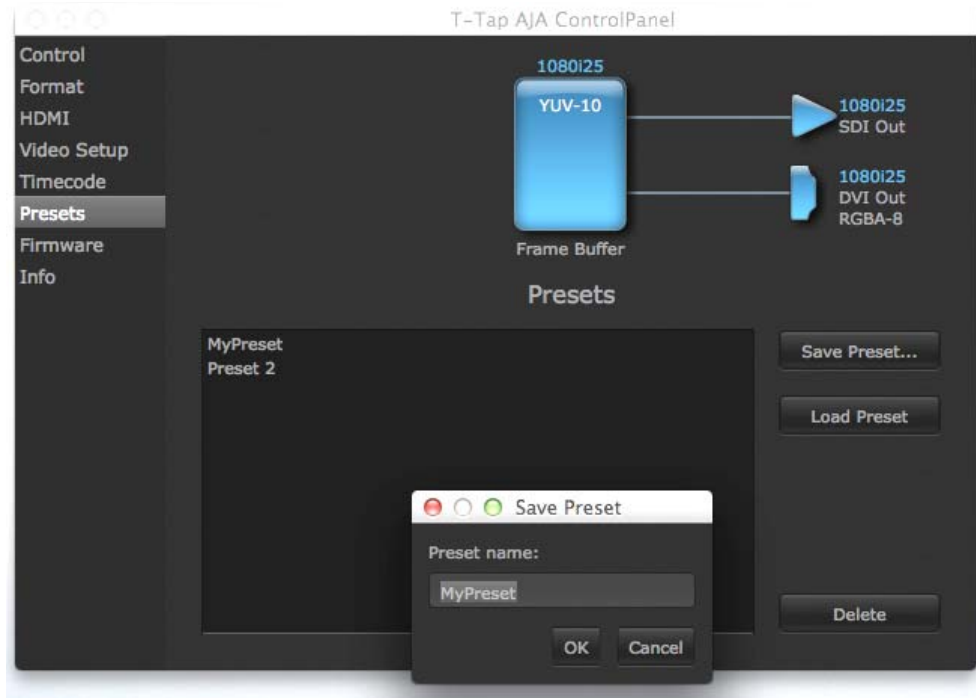 T-Tap AJA ControlPanel
Control
Format
HDMI
Video Setup
Timecode
Presets
Firmware
Info
1080i25
YUV-10
Frame Buffer
1080i25
SDI Out
1080i25
DVI Out
RGBA-8
Presets
MyPreset
Preset 2
Save Preset...
Load Preset
Delete
Save Preset
Preset name:
MyPreset
OK
Cancel